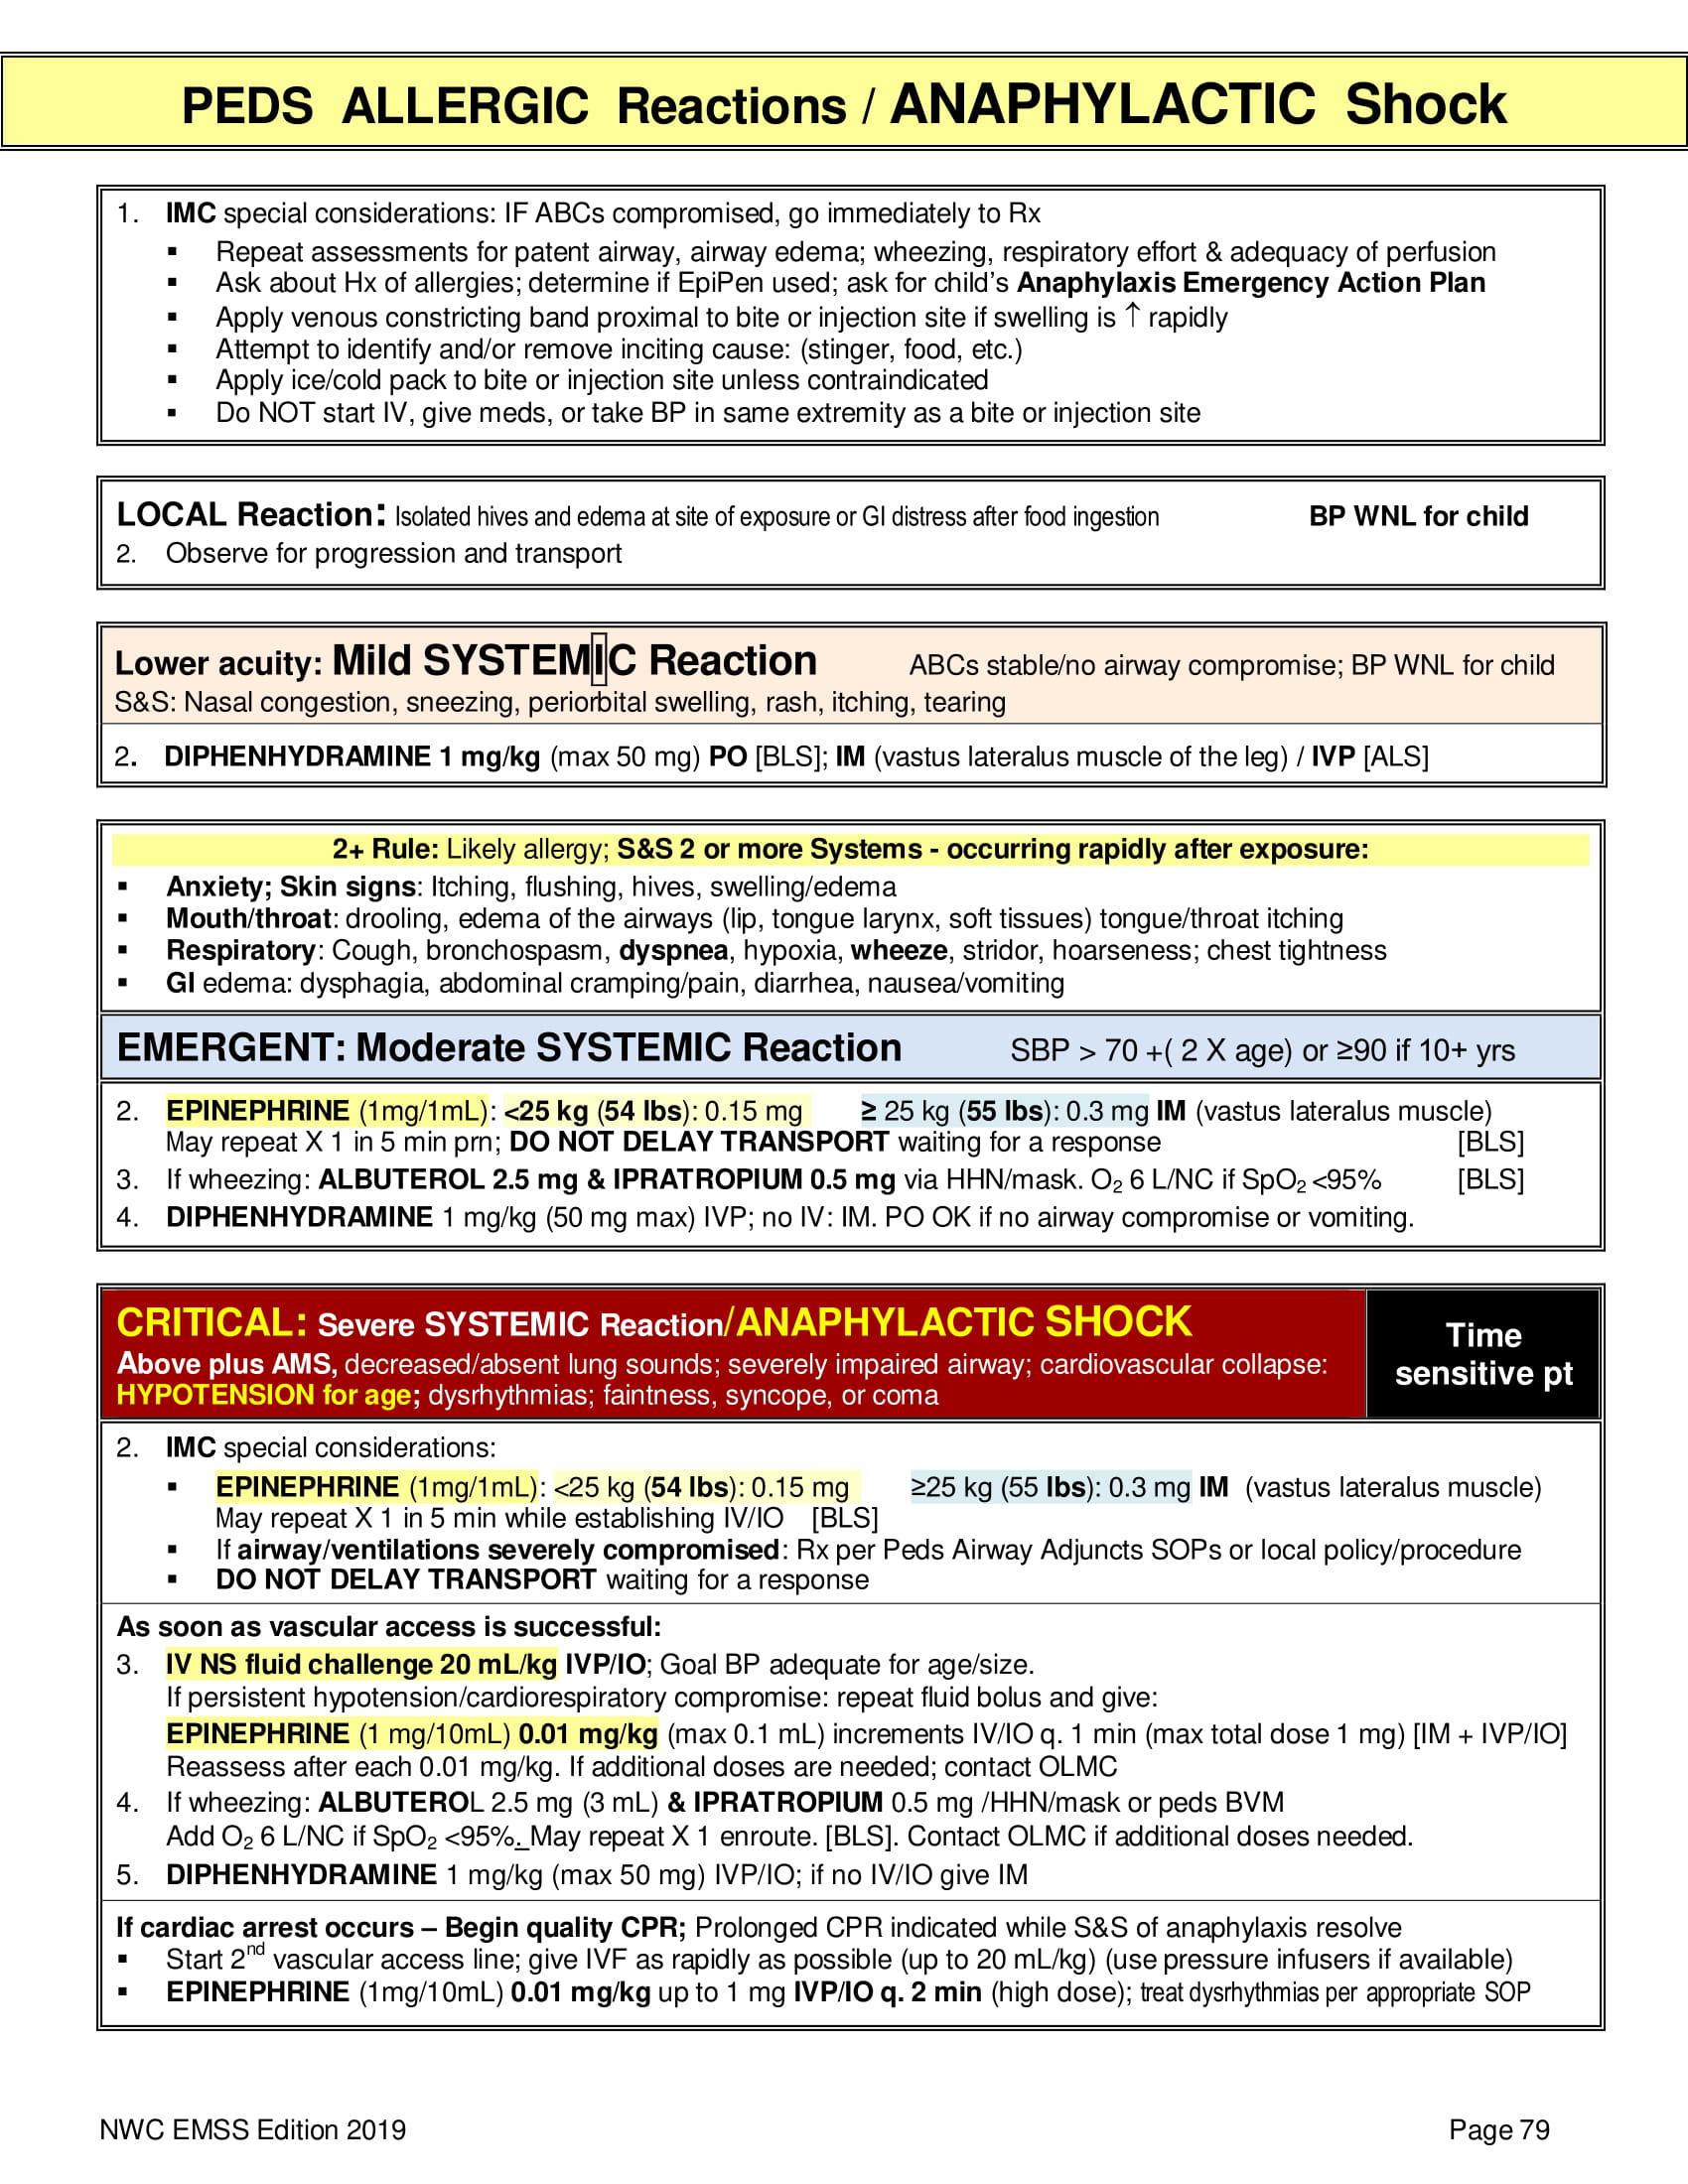 PEDS ALLERGIC Reactions / ANAPHYLACTIC Shock
1. IMC special considerations: IF ABCs compromised, go immediately to Rx
▪ Repeat assessments for patent airway, airway edema; wheezing, respiratory effort & adequacy of perfusion
▪ Ask about Hx of allergies; determine if EpiPen used; ask for child's Anaphylaxis Emergency Action Plan
▪ Apply venous constricting band proximal to bite or injection site if swelling is ↑ rapidly
▪ Attempt to identify and/or remove inciting cause: (stinger, food, etc.)
▪ Apply ice/cold pack to bite or injection site unless contraindicated
▪ Do NOT start IV, give meds, or take BP in same extremity as a bite or injection site
LOCAL Reaction: Isolated hives and edema at site of exposure or GI distress after food ingestion BP WNL for child
2. Observe for progression and transport
Lower acuity: Mild SYSTEMIC Reaction ABCs stable/no airway compromise; BP WNL for child
S&S: Nasal congestion, sneezing, periorbital swelling, rash, itching, tearing
2. DIPHENHYDRAMINE 1 mg/kg (max 50 mg) PO [BLS]; IM (vastus lateralus muscle of the leg) / IVP [ALS]
2+ Rule: Likely allergy; S&S 2 or more Systems - occurring rapidly after exposure:
▪ Anxiety; Skin signs: Itching, flushing, hives, swelling/edema
▪ Mouth/throat: drooling, edema of the airways (lip, tongue larynx, soft tissues) tongue/throat itching
▪ Respiratory: Cough, bronchospasm, dyspnea, hypoxia, wheeze, stridor, hoarseness; chest tightness
▪ GI edema: dysphagia, abdominal cramping/pain, diarrhea, nausea/vomiting
EMERGENT: Moderate SYSTEMIC Reaction SBP > 70 +( 2 X age) or ≥90 if 10+ yrs
2. EPINEPHRINE (1mg/1mL): <25 kg (54 lbs): 0.15 mg ≥ 25 kg (55 lbs): 0.3 mg IM (vastus lateralus muscle)
May repeat X 1 in 5 min prn; DO NOT DELAY TRANSPORT waiting for a response [BLS]
3. If wheezing: ALBUTEROL 2.5 mg & IPRATROPIUM 0.5 mg via HHN/mask. O₂ 6 L/NC if SpO₂ <95% [BLS]
4. DIPHENHYDRAMINE 1 mg/kg (50 mg max) IVP; no IV: IM. PO OK if no airway compromise or vomiting.
CRITICAL: Severe SYSTEMIC Reaction/ANAPHYLACTIC SHOCK
Above plus AMS, decreased/absent lung sounds; severely impaired airway; cardiovascular collapse:
HYPOTENSION for age; dysrhythmias; faintness, syncope, or coma
Time
sensitive pt
2. IMC special considerations:
▪ EPINEPHRINE (1mg/1mL): <25 kg (54 lbs): 0.15 mg ≥25 kg (55 lbs): 0.3 mg IM (vastus lateralus muscle)
May repeat X 1 in 5 min while establishing IV/IO [BLS]
▪ If airway/ventilations severely compromised: Rx per Peds Airway Adjuncts SOPs or local policy/procedure
▪ DO NOT DELAY TRANSPORT waiting for a response
As soon as vascular access is successful:
3. IV NS fluid challenge 20 mL/kg IVP/IO; Goal BP adequate for age/size.
If persistent hypotension/cardiorespiratory compromise: repeat fluid bolus and give:
EPINEPHRINE (1 mg/10mL) 0.01 mg/kg (max 0.1 mL) increments IV/IO q. 1 min (max total dose 1 mg) [IM + IVP/IO]
Reassess after each 0.01 mg/kg. If additional doses are needed; contact OLMC
4. If wheezing: ALBUTEROL 2.5 mg (3 mL) & IPRATROPIUM 0.5 mg /HHN/mask or peds BVM
Add O₂ 6 L/NC if SpO₂ <95%. May repeat X 1 enroute. [BLS]. Contact OLMC if additional doses needed.
5. DIPHENHYDRAMINE 1 mg/kg (max 50 mg) IVP/IO; if no IV/IO give IM
If cardiac arrest occurs – Begin quality CPR; Prolonged CPR indicated while S&S of anaphylaxis resolve
▪ Start 2nd vascular access line; give IVF as rapidly as possible (up to 20 mL/kg) (use pressure infusers if available)
▪ EPINEPHRINE (1mg/10mL) 0.01 mg/kg up to 1 mg IVP/IO q. 2 min (high dose); treat dysrhythmias per appropriate SOP
NWC EMSS Edition 2019 Page 79